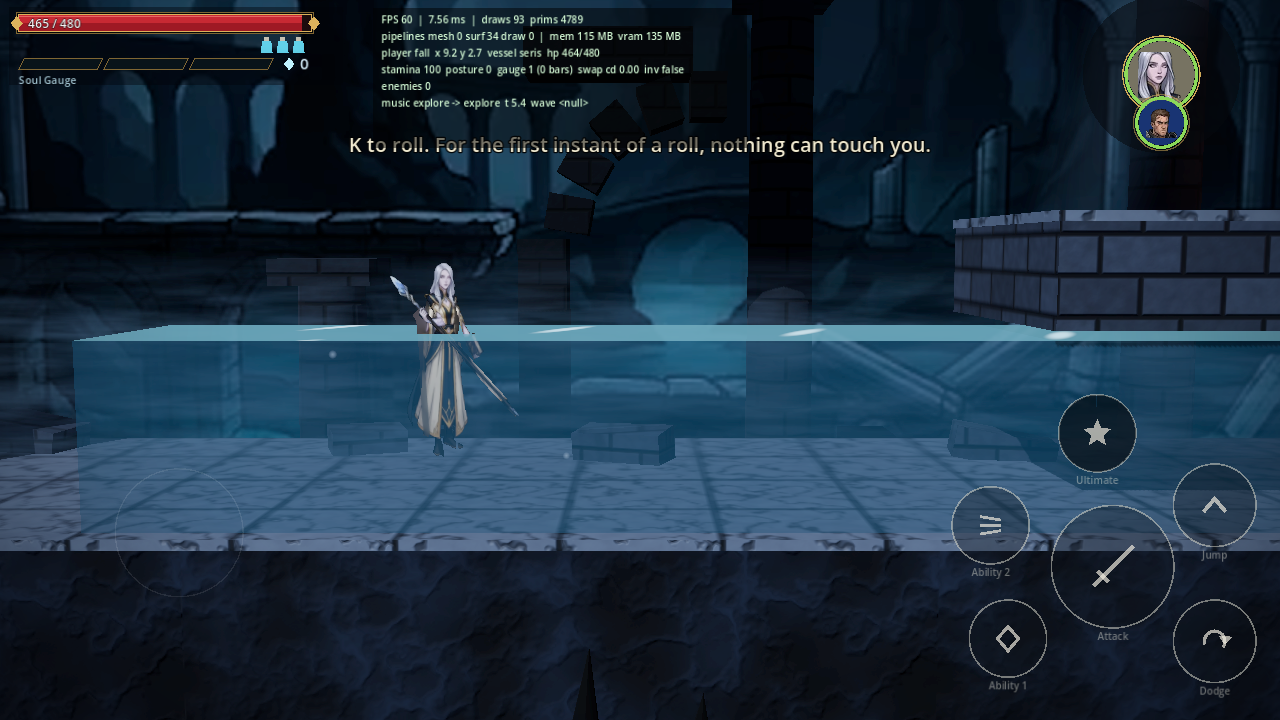 465 / 480
0
Soul Gauge
FPS 60 | 7.56 ms | draws 93 prims 4789
pipelines mesh 0 surf 34 draw 0 | mem 115 MB vram 135 MB
player fall x 9.2 y 2.7 vessel seris hp 464/480
stamina 100 posture 0 gauge 1 (0 bars) swap cd 0.00 inv false
enemies 0
music explore -> explore t 5.4 wave <null>
K to roll. For the first instant of a roll, nothing can touch you.
Ultimate
Jump
Ability 2
Attack
Ability 1
Dodge